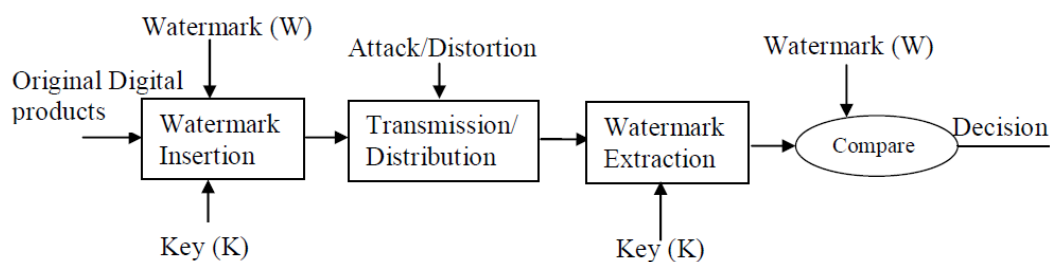 Watermark (W)
Attack/Distortion
Watermark (W)
Original Digital
products
Watermark
Insertion
Transmission/
Distribution
Watermark
Extraction
Compare
Decision
Key (K)
Key (K)